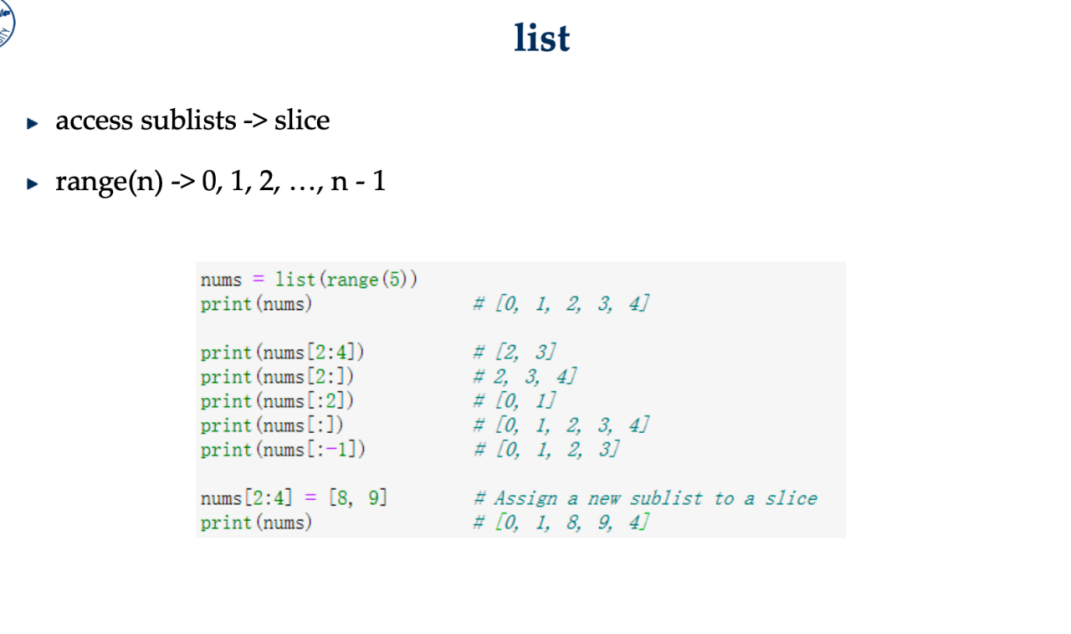 list
▸ access sublists -> slice
▸ range(n) -> 0, 1, 2, …, n - 1
nums = list(range(5))
print(nums) # [0, 1, 2, 3, 4]
print(nums[2:4]) # [2, 3]
print(nums[2:]) # 2, 3, 4]
print(nums[:2]) # [0, 1]
print(nums[:]) # [0, 1, 2, 3, 4]
print(nums[:-1]) # [0, 1, 2, 3]
nums[2:4] = [8, 9] # Assign a new sublist to a slice
print(nums) # [0, 1, 8, 9, 4]